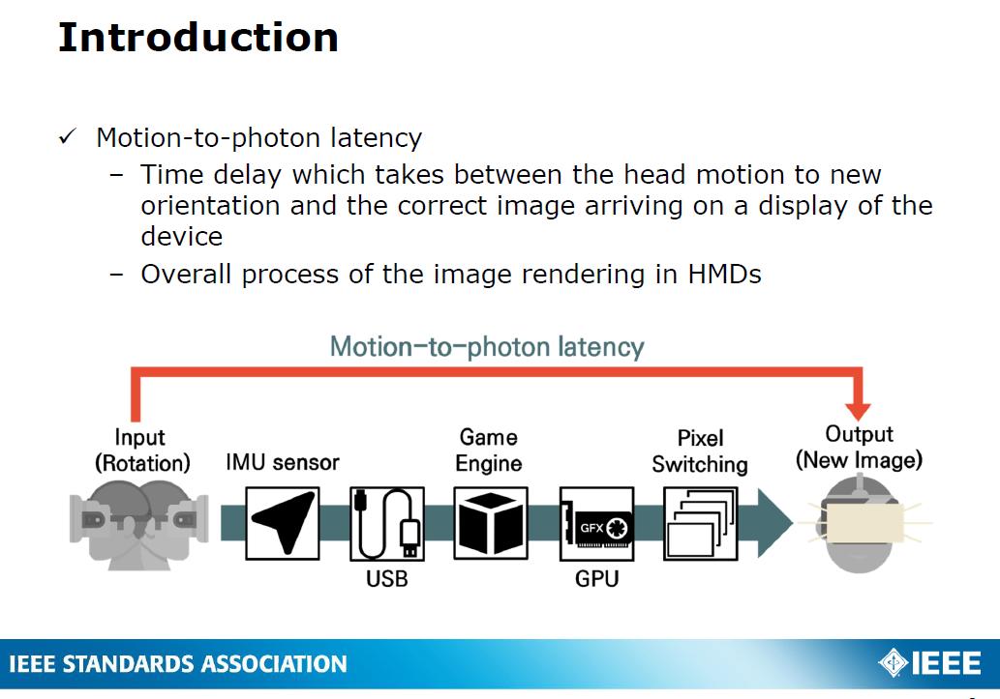 Introduction
✓ Motion-to-photon latency
– Time delay which takes between the head motion to new
orientation and the correct image arriving on a display of the
device
– Overall process of the image rendering in HMDs
Motion-to-photon latency
Input
(Rotation)
IMU sensor
USB
Game
Engine
GFX
GPU
Pixel
Switching
Output
(New Image)
IEEE STANDARDS ASSOCIATION
IEEE